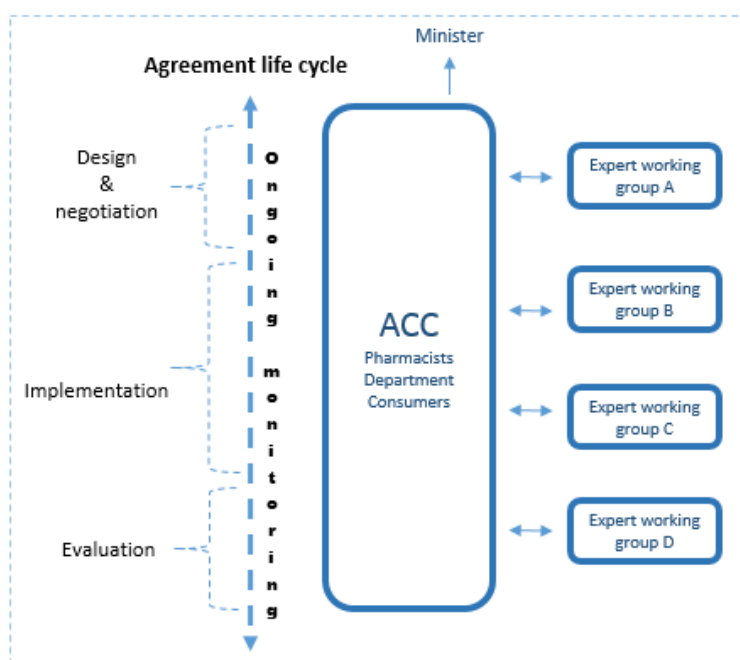 Minister
Agreement life cycle
Design
&
negotiation
Implementation
Evaluation
Ongoing monitoring
ACC
Pharmacists
Department
Consumers
Expert working
group A
Expert working
group B
Expert working
group C
Expert working
group D